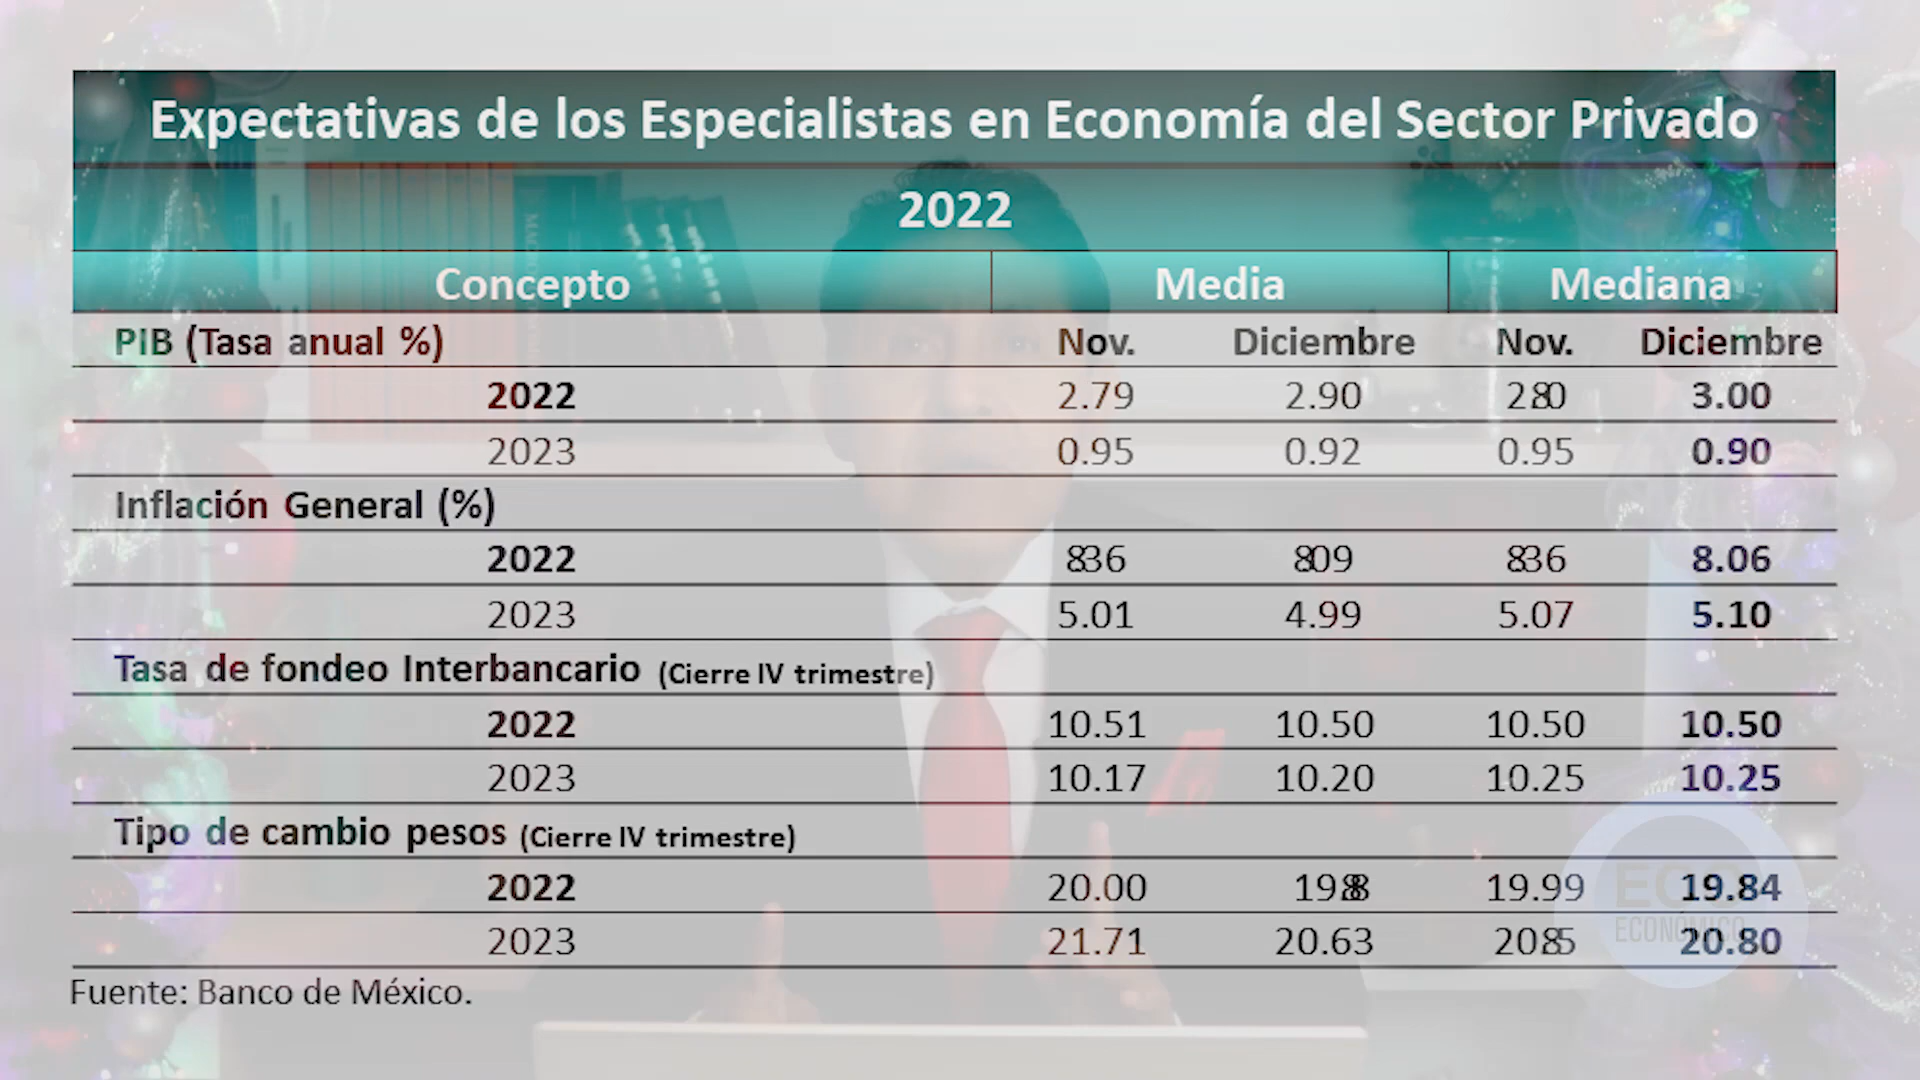 Expectativas de los Especialistas en Economía del Sector Privado
2022
Concepto Media Mediana
PIB (Tasa anual %) Nov. Diciembre Nov. Diciembre
2022 2.79 2.90 2.80 3.00
2023 0.95 0.92 0.95 0.90
Inflación General (%)
2022 8.36 8.09 8.36 8.06
2023 5.01 4.99 5.07 5.10
Tasa de fondeo Interbancario (Cierre IV trimestre)
2022 10.51 10.50 10.50 10.50
2023 10.17 10.20 10.25 10.25
Tipo de cambio pesos (Cierre IV trimestre)
2022 20.00 19.99 19.84
2023 21.71 20.63 20.85 20.80
ECO
ECONÓMICO
Fuente: Banco de México.